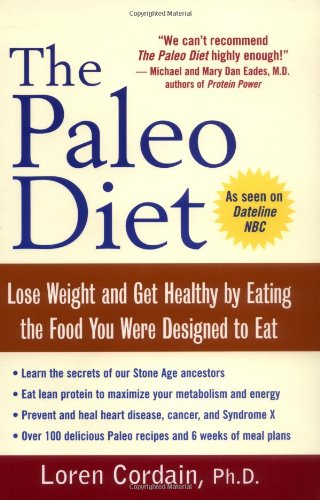 "We can't recommend
The Paleo Diet highly enough!"
— Michael and Mary Dan Eades, M.D.
authors of Protein Power
The
Paleo
Diet
As seen on
Dateline
NBC
Lose Weight and Get Healthy by Eating
the Food You Were Designed to Eat
• Learn the secrets of our Stone Age ancestors
• Eat lean protein to maximize your metabolism and energy
• Prevent and heal heart disease, cancer, and Syndrome X
• Over 100 delicious Paleo recipes and 6 weeks of meal plans
Loren Cordain, Ph.D.